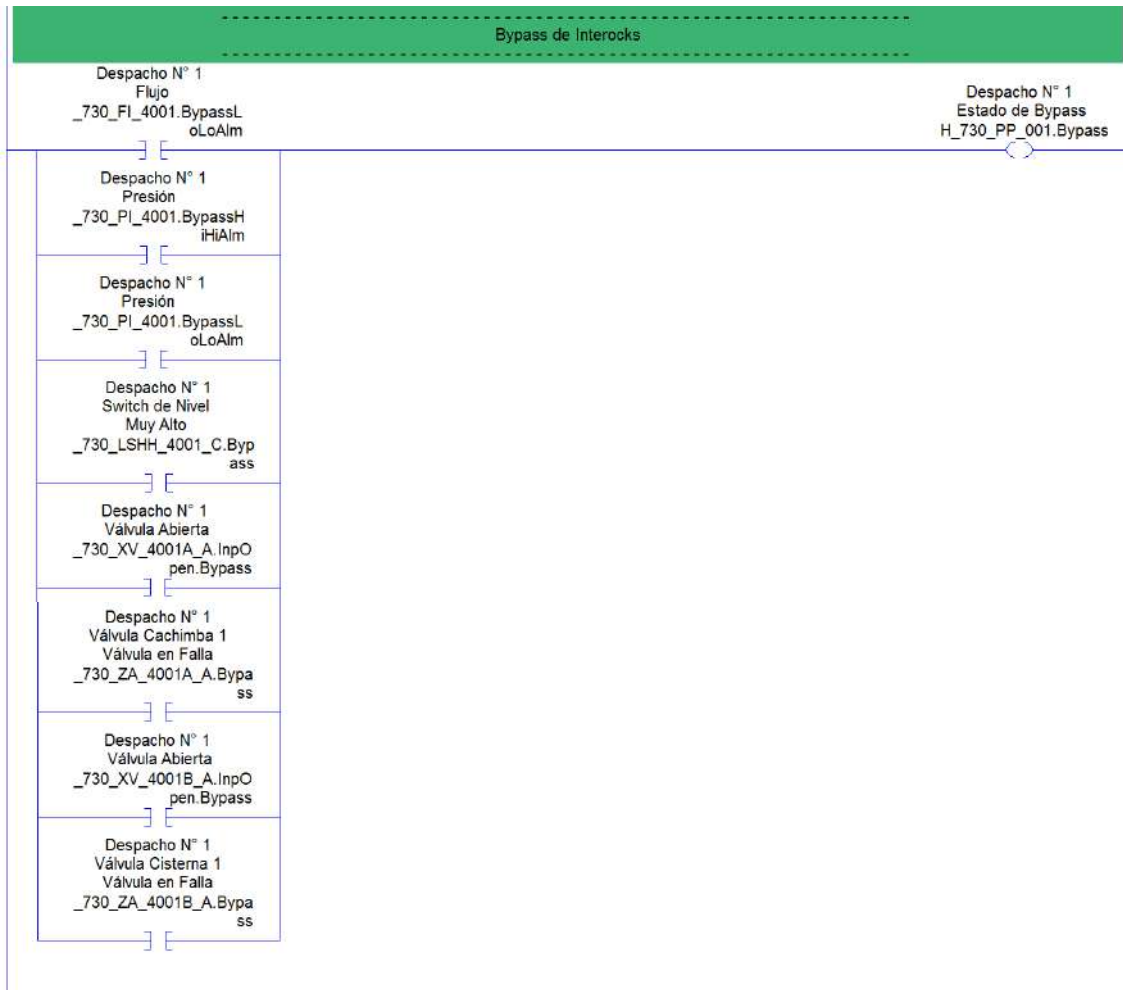 Bypass de Interocks
Despacho N° 1
Flujo
_730_FI_4001.BypassL
oLoAlm
Despacho N° 1
Estado de Bypass
H_730_PP_001.Bypass
Despacho N° 1
Presión
_730_PI_4001.BypassH
iHiAlm
Despacho N° 1
Presión
_730_PI_4001.BypassL
oLoAlm
Despacho N° 1
Switch de Nivel
Muy Alto
_730_LSHH_4001_C.Byp
ass
Despacho N° 1
Válvula Abierta
_730_XV_4001A_A.InpO
pen.Bypass
Despacho N° 1
Válvula Cachimba 1
Válvula en Falla
_730_ZA_4001A_A.Bypa
ss
Despacho N° 1
Válvula Abierta
_730_XV_4001B_A.InpO
pen.Bypass
Despacho N° 1
Válvula Cisterna 1
Válvula en Falla
_730_ZA_4001B_A.Bypa
ss